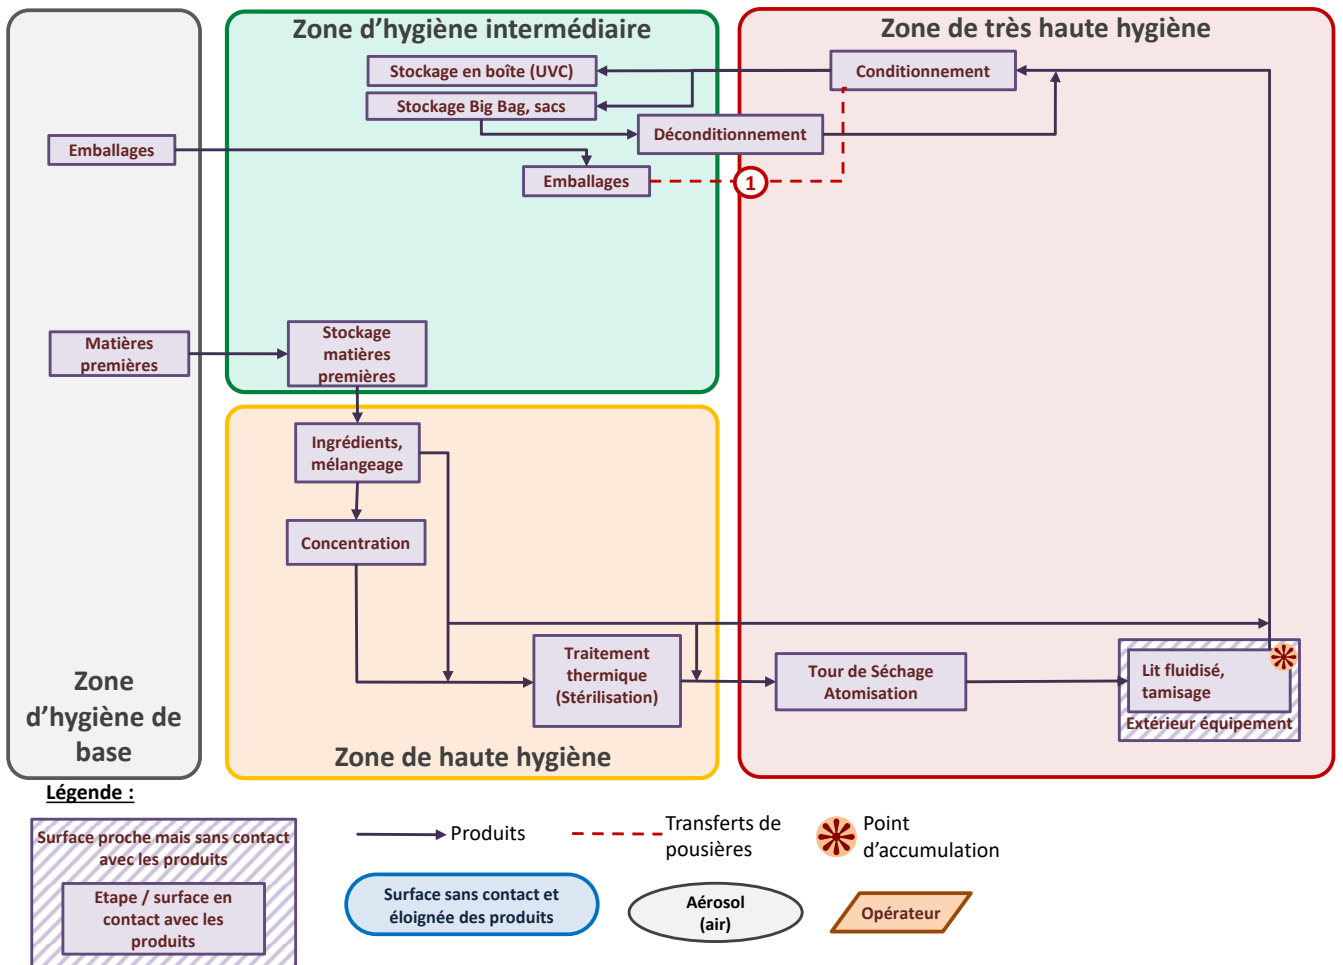 Zone d’hygiène intermédiaire
Zone de très haute hygiène
Stockage en boîte (UVC)
Conditionnement
Stockage Big Bag, sacs
Déconditionnement
Emballages
Emballages
1
Matières
premières
Stockage
matières
premières
Ingrédients,
mélangeage
Concentration
Traitement
thermique
(Stérilisation)
Tour de Séchage
Atomisation
Lit fluidisé,
tamisage
Extérieur équipement
Zone
d’hygiène de
base
Zone de haute hygiène
Légende :
Surface proche mais sans contact
avec les produits
Etape / surface en
contact avec les
produits
Produits
Transferts de
pousières
Point
d’accumulation
Surface sans contact et
éloignée des produits
Aérosol
(air)
Opérateur